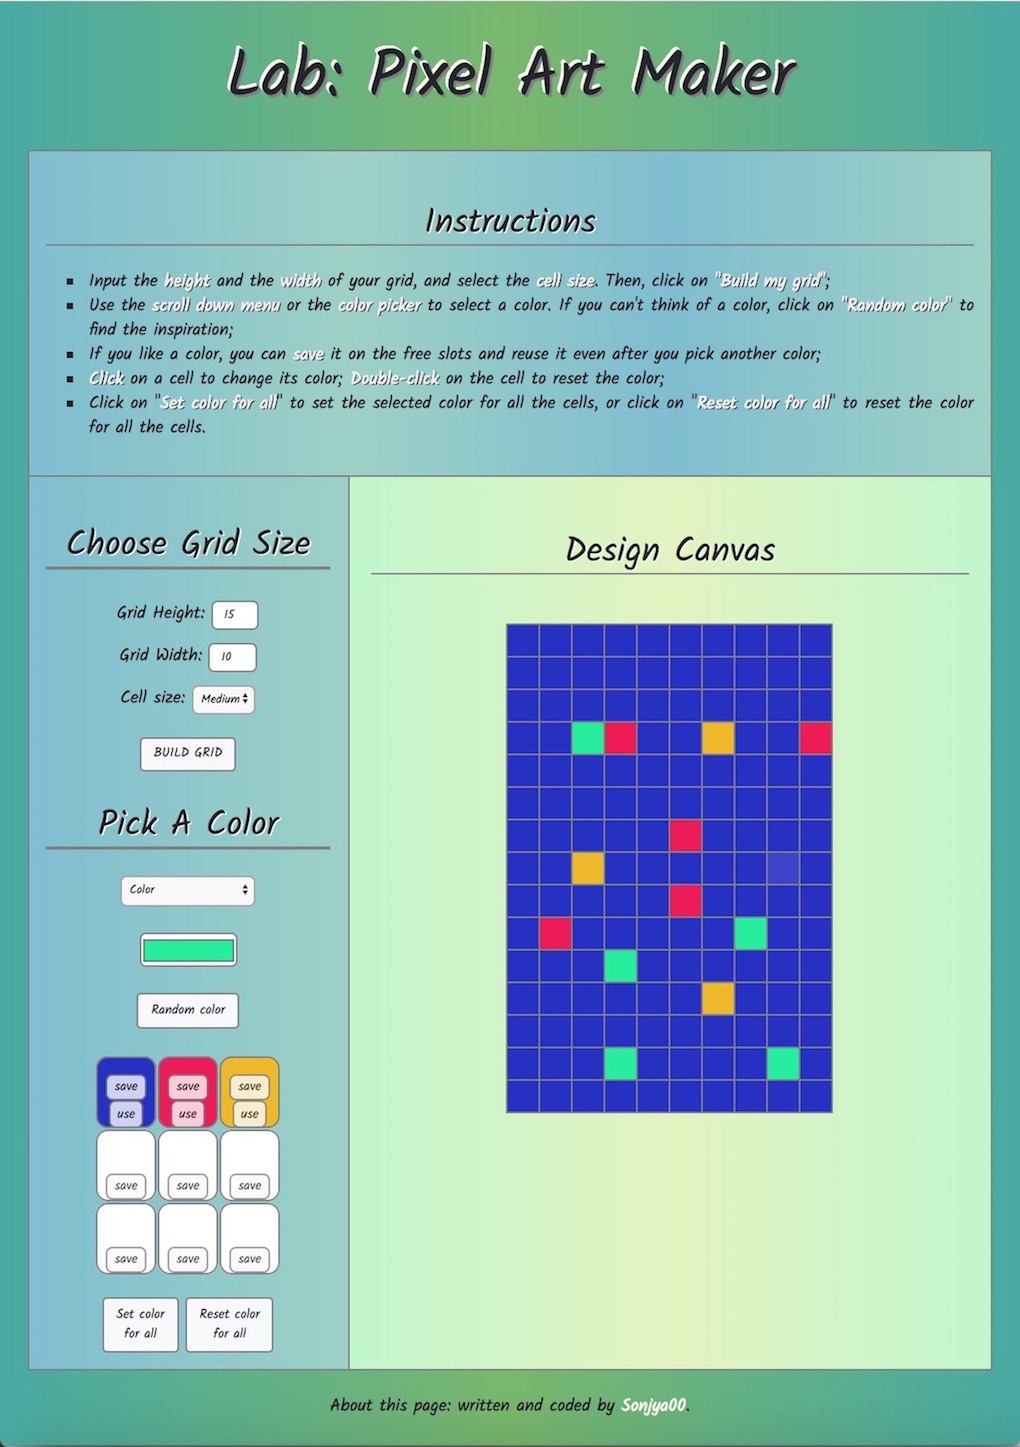 Lab: Pixel Art Maker
Instructions
Input the height and the width of your grid, and select the cell size. Then, click on "Build my grid";
Use the scroll down menu or the color picker to select a color. If you can't think of a color, click on "Random color" to
find the inspiration;
If you like a color, you can save it on the free slots and reuse it even after you pick another color;
Click on a cell to change its color; Double-click on the cell to reset the color;
Click on "Set color for all" to set the selected color for all the cells, or click on "Reset color for all" to reset the color
for all the cells.
Choose Grid Size
Grid Height: 15
Grid Width: 10
Cell size: Medium
BUILD GRID
Pick A Color
Color
Random color
save save save
use use use
save save save
save save save
Set color
for all
Reset color
for all
Design Canvas
About this page: written and coded by Sonjya00.